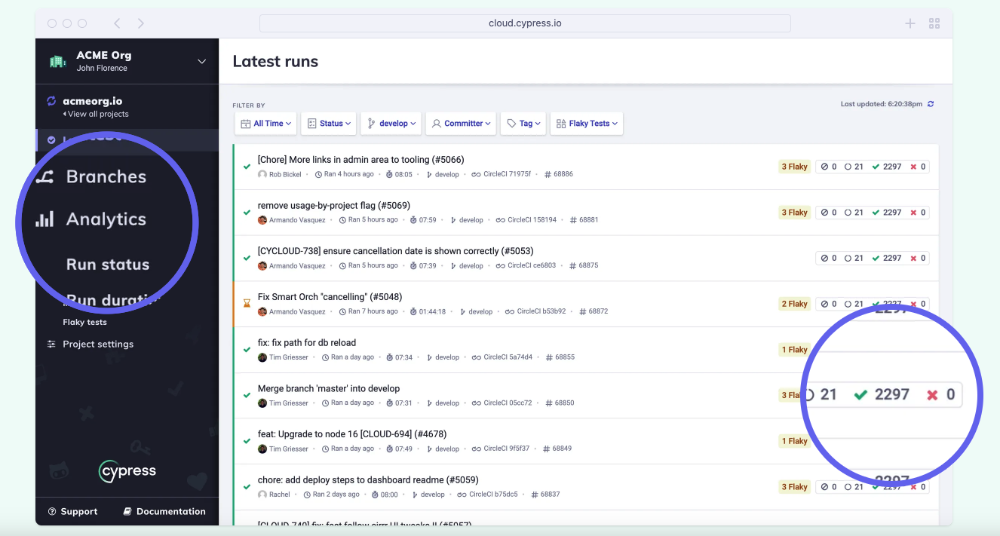 cloud.cypress.io
ACME Org
John Florence
acmeorg.io
View all projects
Branches
Analytics
Run status
Run duration
Flaky tests
Project settings
cypress
Support Documentation
Latest runs
FILTER BY
Last updated: 6:20:38pm
All Time Status develop Committer Tag Flaky Tests
[Chore] More links in admin area to tooling (#5066)
Rob Bickel · Ran 4 hours ago · 08:05 · develop · CircleCI 71975f · # 68886
3 Flaky 0 21 2297 0
remove usage-by-project flag (#5069)
Armando Vasquez · Ran 5 hours ago · 07:59 · develop · CircleCI 158194 · # 68881
3 Flaky 0 21 2297 0
[CYCLOUD-738] ensure cancellation date is shown correctly (#5053)
Armando Vasquez · Ran 5 hours ago · 07:39 · develop · CircleCI ce6803 · # 68875
0 21 2297 0
Fix Smart Orch "cancelling" (#5048)
Armando Vasquez · Ran 7 hours ago · 01:44:18 · develop · CircleCI b53b92 · # 68872
2 Flaky 0 21 2227 0
2297
fix: fix path for db reload
Tim Griesser · Ran a day ago · 07:34 · develop · CircleCI 5a74d4 · # 68855
1 Flaky
Merge branch 'master' into develop
Tim Griesser · Ran a day ago · 07:31 · develop · CircleCI 05cc72 · # 68850
3 Fla 21 2297 0
feat: Upgrade to node 16 [CLOUD-694] (#4678)
Tim Griesser · Ran a day ago · 07:49 · develop · CircleCI 9f5f37 · # 68849
1 Flaky
2297
chore: add deploy steps to dashboard readme (#5059)
Rachel · Ran 2 days ago · 08:00 · develop · CircleCI b75dc5 · # 68837
3 Flaky 0 21 2297 0
[CLOUD-740] fix: fast follow cirrr UI tweaks II (#5057)